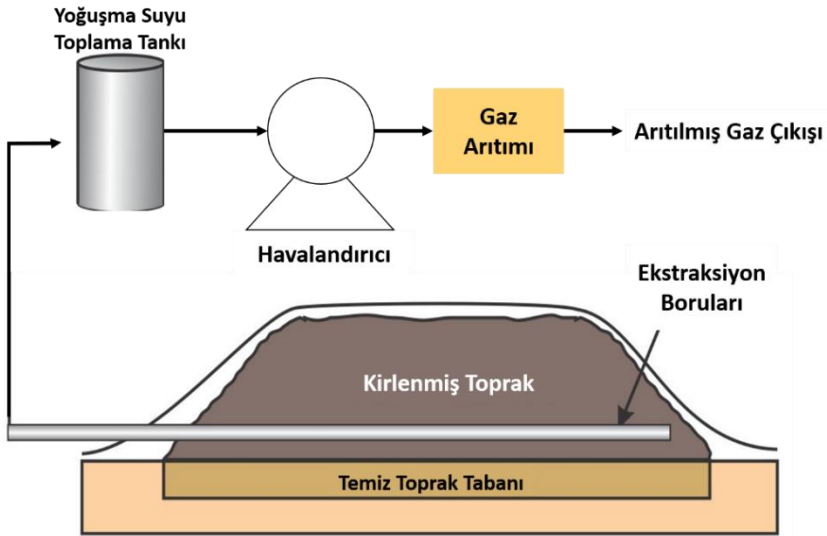 Yoğuşma Suyu
Toplama Tankı
Gaz
Arıtımı
Arıtılmış Gaz Çıkışı
Havalandırıcı
Ekstraksiyon
Boruları
Kirlenmiş Toprak
Temiz Toprak Tabanı